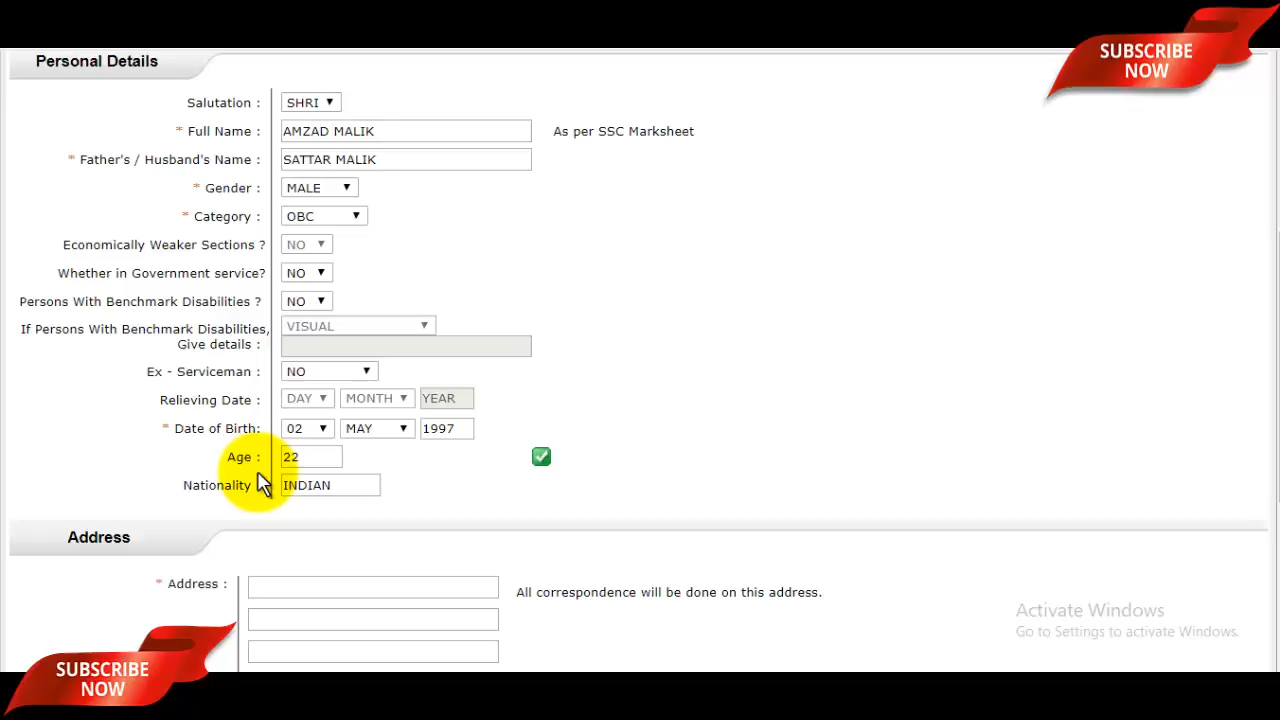 SUBSCRIBE
NOW
Personal Details
Salutation : SHRI
* Full Name : AMZAD MALIK As per SSC Marksheet
* Father's / Husband's Name : SATTAR MALIK
* Gender : MALE
* Category : OBC
Economically Weaker Sections ? NO
Whether in Government service? NO
Persons With Benchmark Disabilities ? NO
If Persons With Benchmark Disabilities, VISUAL
Give details :
Ex - Serviceman : NO
Relieving Date : DAY MONTH YEAR
* Date of Birth: 02 MAY 1997
Age : 22
Nationality INDIAN
Address
* Address : All correspondence will be done on this address.
Activate Windows
Go to Settings to activate Windows.
SUBSCRIBE
NOW